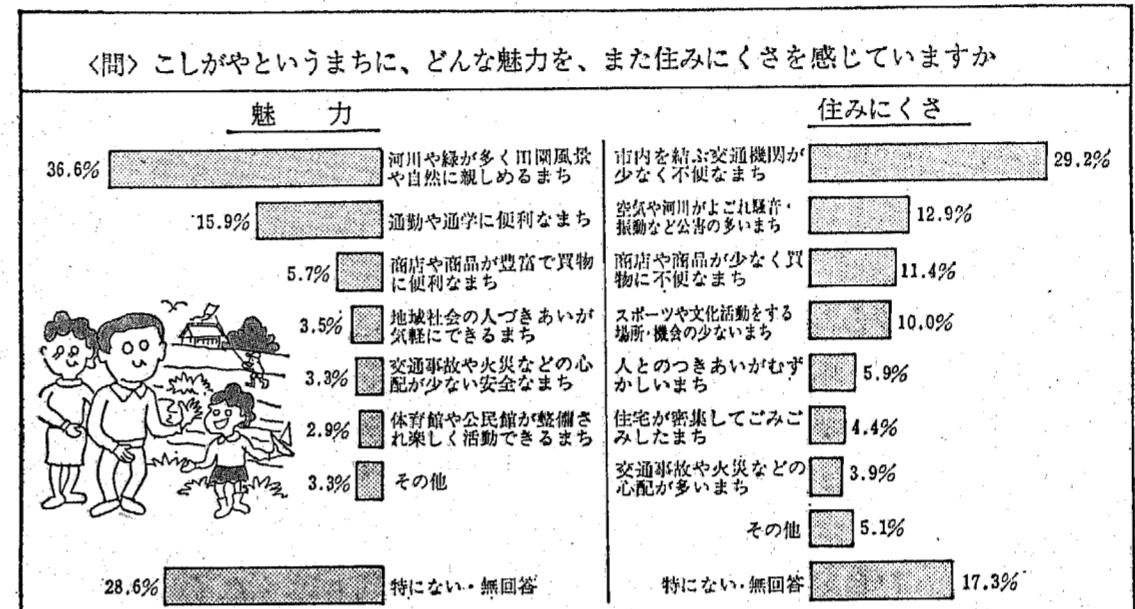 〈問〉こしがやというまちに、どんな魅力を、また住みにくさを感じていますか
魅　力
36.6%
河川や緑が多く田園風景
や自然に親しめるまち
15.9%
通勤や通学に便利なまち
5.7%
商店や商品が豊富で買物
に便利なまち
3.5%
地域社会の人づきあいが
気軽にできるまち
3.3%
交通事故や火災などの心
配が少ない安全なまち
2.9%
体育館や公民館が整備さ
れ楽しく活動できるまち
3.3%
その他
28.6%
特にない・無回答
住みにくさ
市内を結ぶ交通機関が
少なく不便なまち
29.2%
空気や河川がよごれ騒音・
振動など公害の多いまち
12.9%
商店や商品が少なく買
物に不便なまち
11.4%
スポーツや文化活動をする
場所・機会の少ないまち
10.0%
人とのつきあいがむず
かしいまち
5.9%
住宅が密集してごみご
みしたまち
4.4%
交通事故や火災などの
心配が多いまち
3.9%
その他
5.1%
特にない・無回答
17.3%